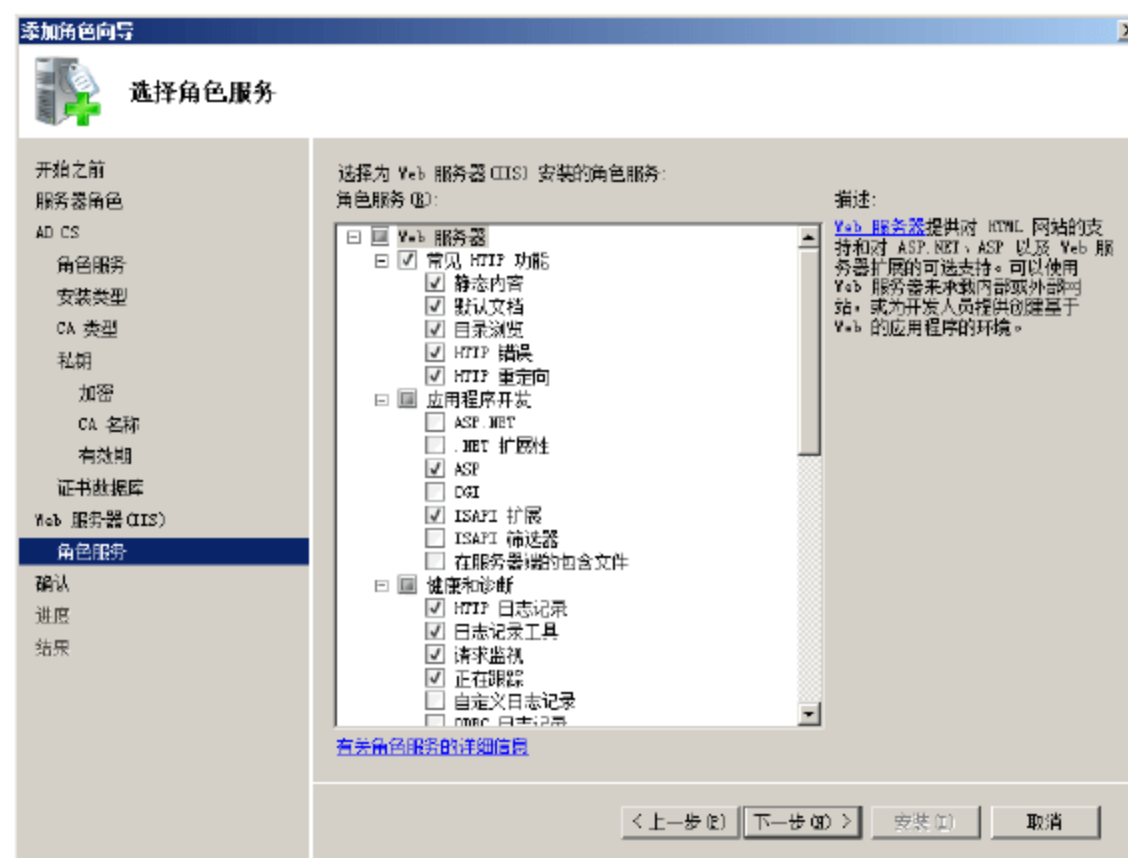 添加角色向导
选择角色服务
开始之前
服务器角色
AD CS
角色服务
安装类型
CA 类型
私钥
加密
CA 名称
有效期
证书数据库
Web 服务器(IIS)
角色服务
确认
进度
结果
选择为 Web 服务器(IIS) 安装的角色服务:
角色服务(R):
Web 服务器
常见 HTTP 功能
静态内容
默认文档
目录浏览
HTTP 错误
HTTP 重定向
应用程序开发
ASP.NET
.NET 扩展性
ASP
CGI
ISAPI 扩展
ISAPI 筛选器
在服务器端的包含文件
健康和诊断
HTTP 日志记录
日志记录工具
请求监视
正在跟踪
自定义日志记录
ODBC 日志记录
有关角色服务的详细信息
描述:
Web 服务器提供对 HTML 网站的支
持和对 ASP.NET、ASP 以及 Web 服
务器扩展的可选支持。可以使用
Web 服务器来承载内部或外部网
站，或为开发人员提供创建基于
Web 的应用程序的环境。
< 上一步(P) 下一步(N) > 安装(I) 取消